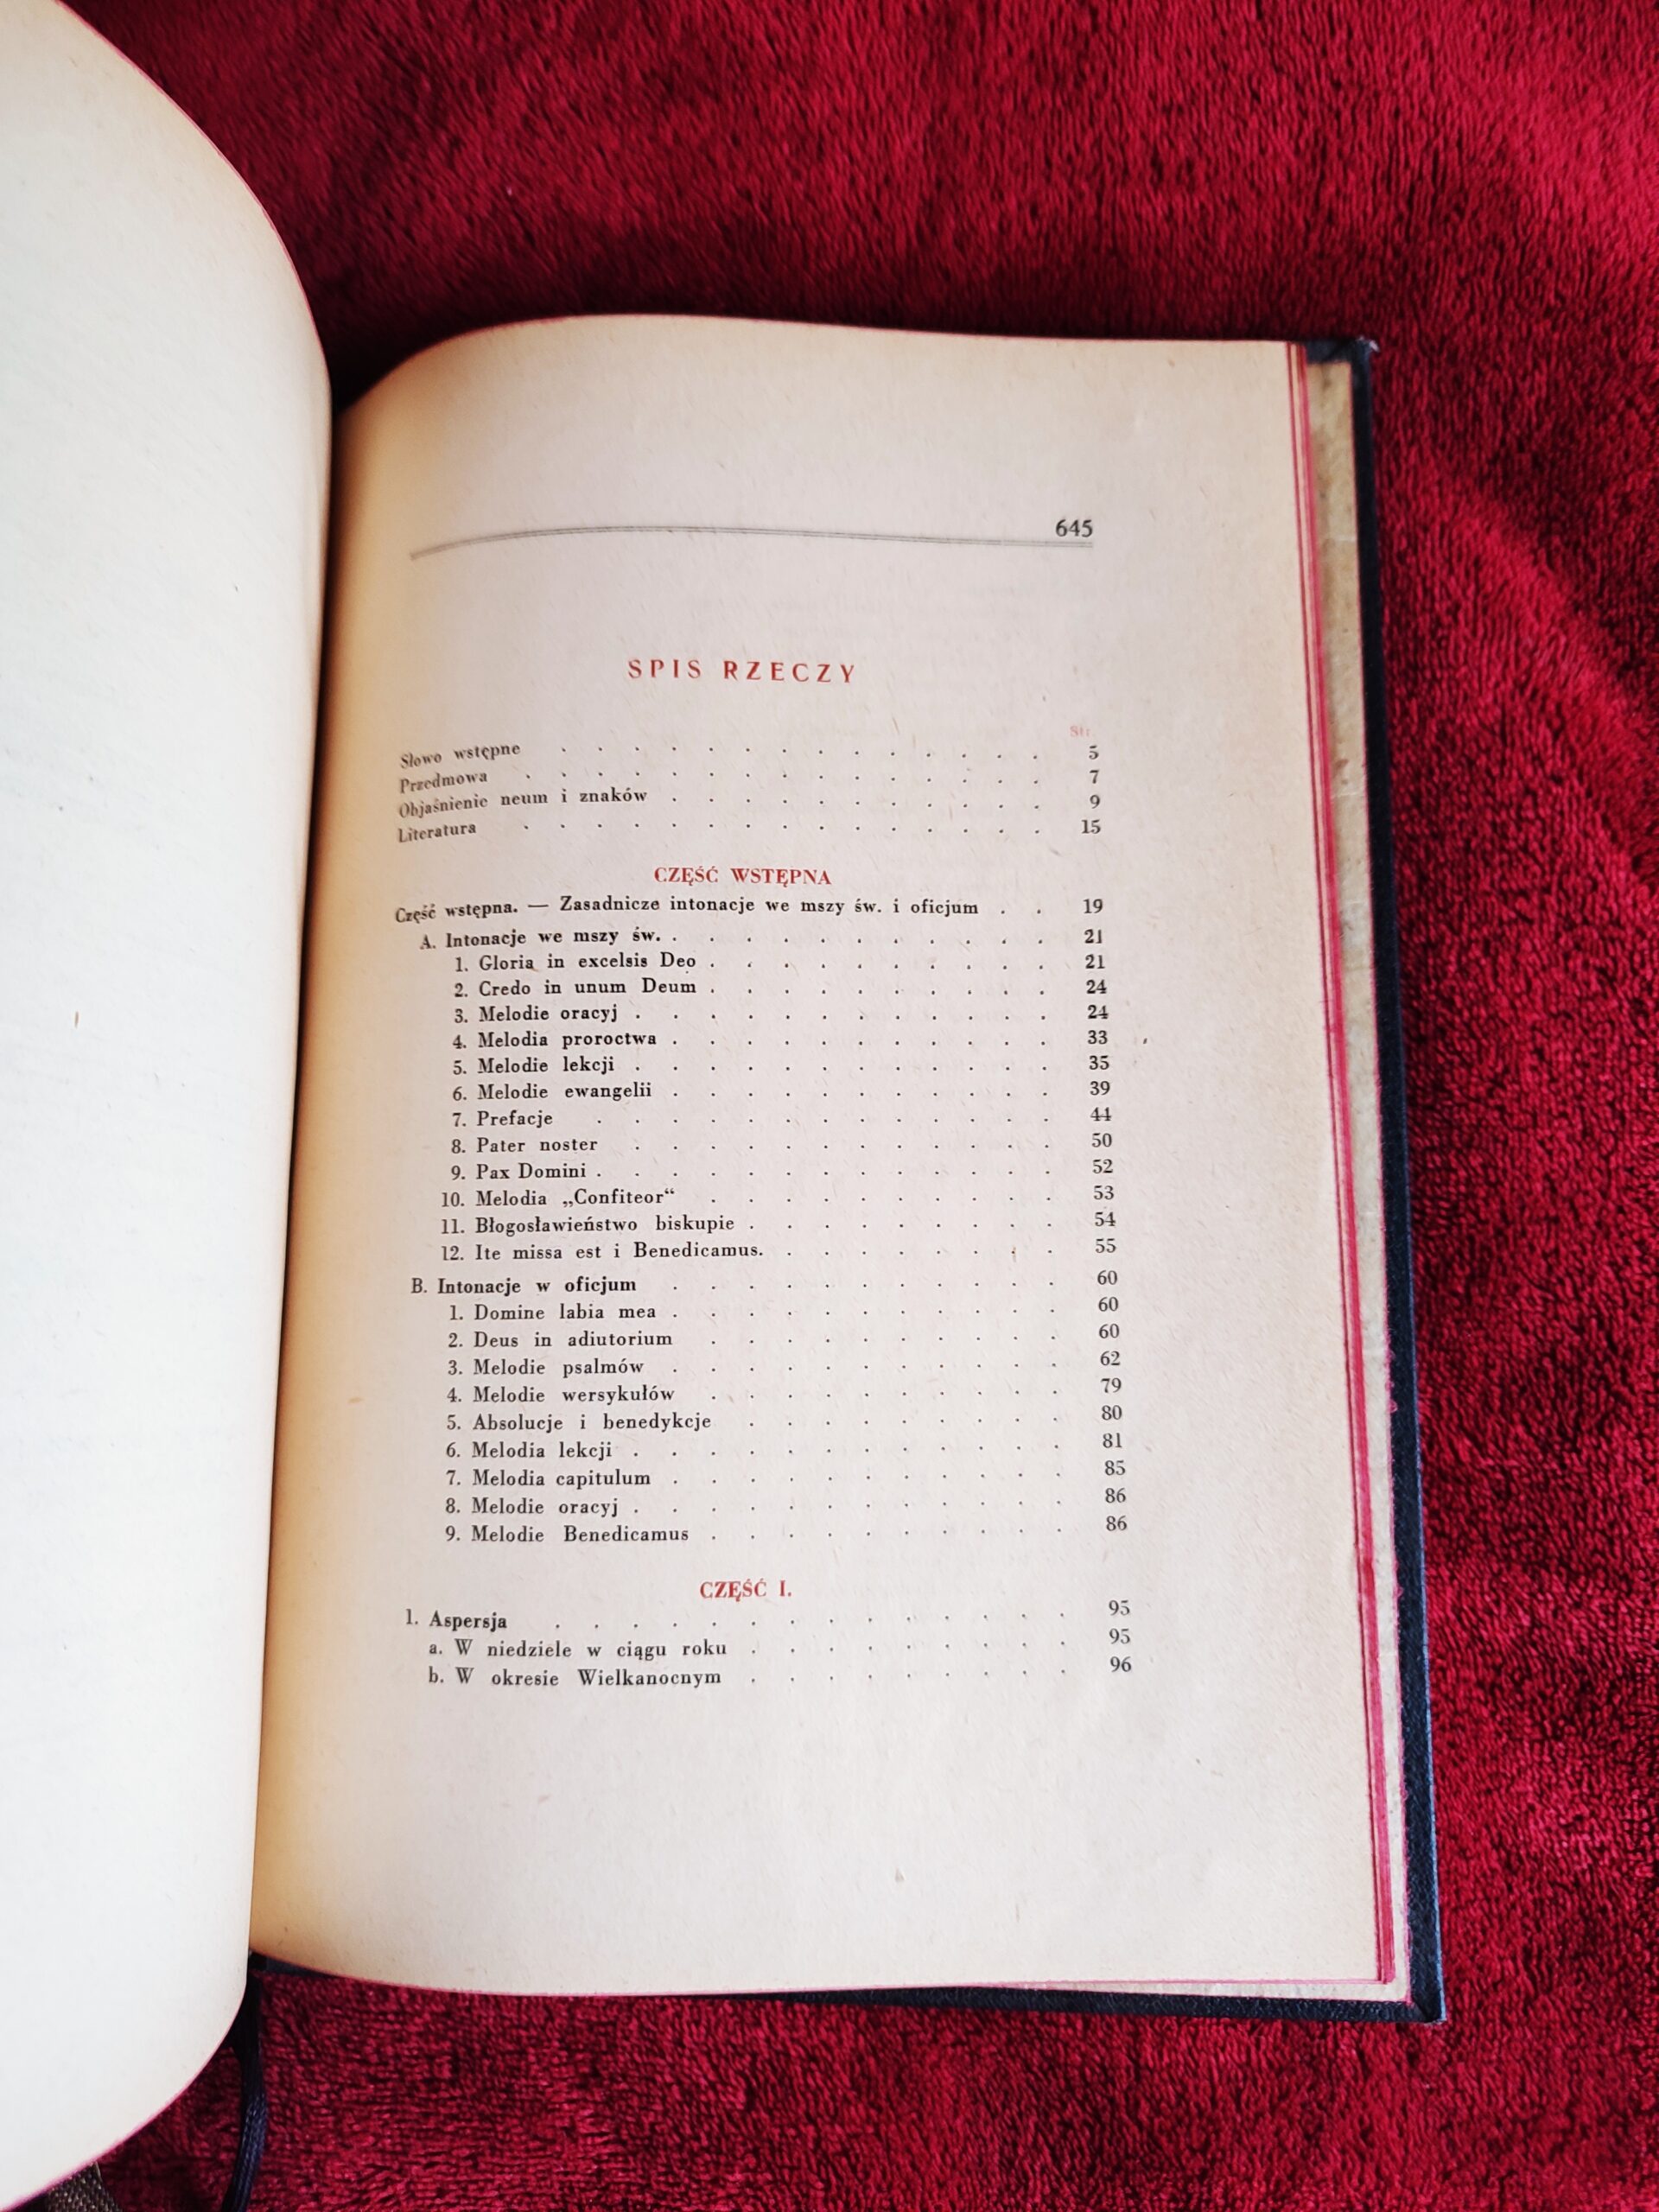 645
SPIS RZECZY
Str.
Słowo wstępne . . . . . . . . . . . . . . 5
Przedmowa . . . . . . . . . . . . . . . 7
Objaśnienie neum i znaków . . . . . . . . . . . 9
Literatura . . . . . . . . . . . . . . . 15
CZĘŚĆ WSTĘPNA
Część wstępna. — Zasadnicze intonacje we mszy św. i oficjum . . 19
A. Intonacje we mszy św. . . . . . . . . . . . 21
1. Gloria in excelsis Deo . . . . . . . . . . 21
2. Credo in unum Deum . . . . . . . . . . 24
3. Melodie oracyj . . . . . . . . . . . . 24
4. Melodia proroctwa . . . . . . . . . . . 33
5. Melodie lekcji . . . . . . . . . . . . 35
6. Melodie ewangelii . . . . . . . . . . . 39
7. Prefacje . . . . . . . . . . . . . 44
8. Pater noster . . . . . . . . . . . . 50
9. Pax Domini . . . . . . . . . . . . . 52
10. Melodia „Confiteor“ . . . . . . . . . . 53
11. Błogosławieństwo biskupie . . . . . . . . . 54
12. Ite missa est i Benedicamus. . . . . . . . . 55
B. Intonacje w oficjum . . . . . . . . . . . 60
1. Domine labia mea . . . . . . . . . . . 60
2. Deus in adiutorium . . . . . . . . . . 60
3. Melodie psalmów . . . . . . . . . . . 62
4. Melodie wersykułów . . . . . . . . . . 79
5. Absolucje i benedykcje . . . . . . . . . 80
6. Melodia lekcji . . . . . . . . . . . . 81
7. Melodia capitulum . . . . . . . . . . . 85
8. Melodie oracyj . . . . . . . . . . . . 86
9. Melodie Benedicamus . . . . . . . . . . 86
CZĘŚĆ I.
1. Aspersja . . . . . . . . . . . . . . 95
a. W niedziele w ciągu roku . . . . . . . . . 95
b. W okresie Wielkanocnym . . . . . . . . . 96